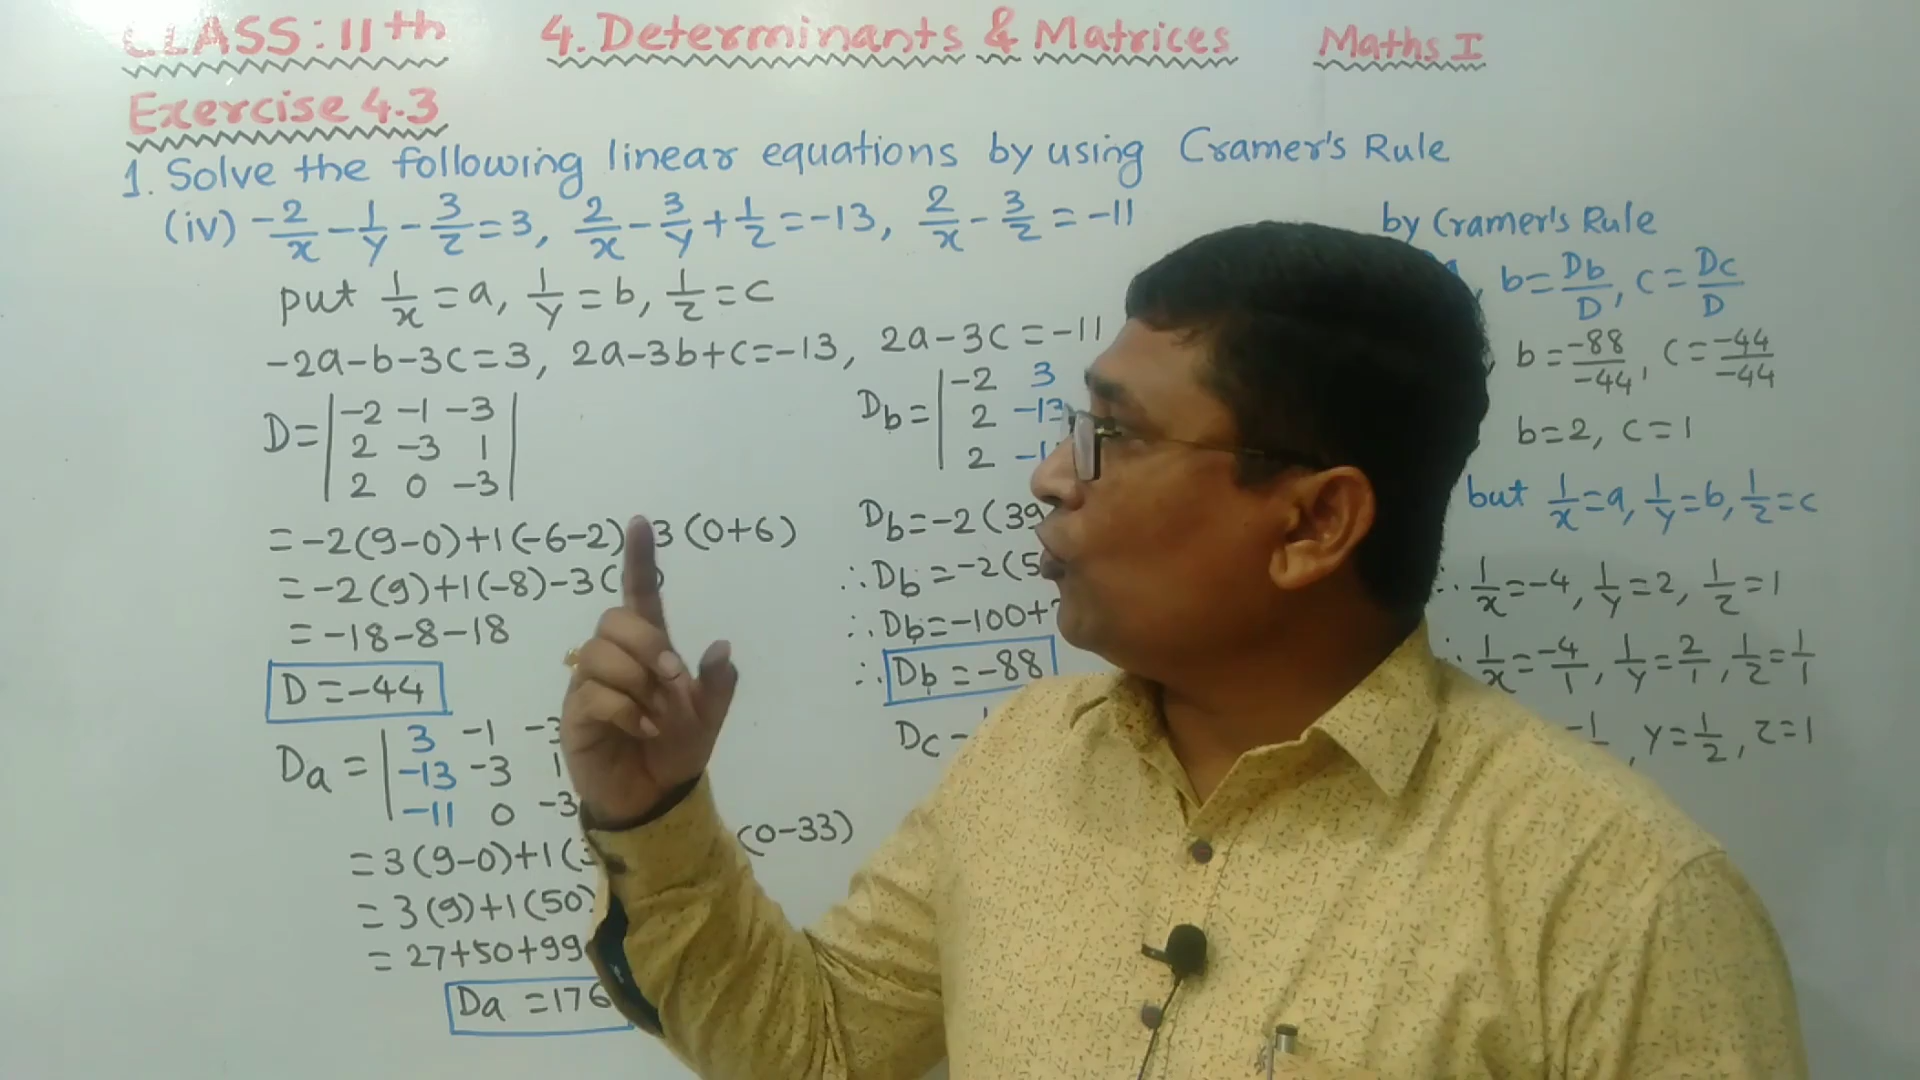 CLASS: 11th 4. Determinants & Matrices Maths I
Exercise 4.3
1. Solve the following linear equations by using Cramer's Rule
(iv) -2/x - 1/y - 3/z = 3, 2/x - 3/y + 1/z = -13, 2/x - 3/z = -11
put 1/x = a, 1/y = b, 1/z = c
-2a-b-3c=3, 2a-3b+c=-13, 2a-3c=-11
D = | -2 -1 -3
2 -3 1
2 0 -3 |
= -2(9-0)+1(-6-2) 3(0+6)
= -2(9)+1(-8)-3(
= -18-8-18
D = -44
Da = | 3 -1 -3
-13 -3 1
-11 0 -3
= 3(9-0)+1( (0-33)
= 3(9)+1(50)
= 27+50+99
Da = 176
Db = | -2 3
2 -13
2
Db = -2(39
∴ Db = -2(5
∴ Db = -100+
∴ Db = -88
Dc =
by Cramer's Rule
, b = Db/D, c = Dc/D
b = -88/-44, c = -44/-44
b=2, c=1
but 1/x = a, 1/y = b, 1/z = c
∴ 1/x = -4, 1/y = 2, 1/z = 1
∴ 1/x = -4/1, 1/y = 2/1, 1/z = 1/1
-1 , y = 1/2, z = 1